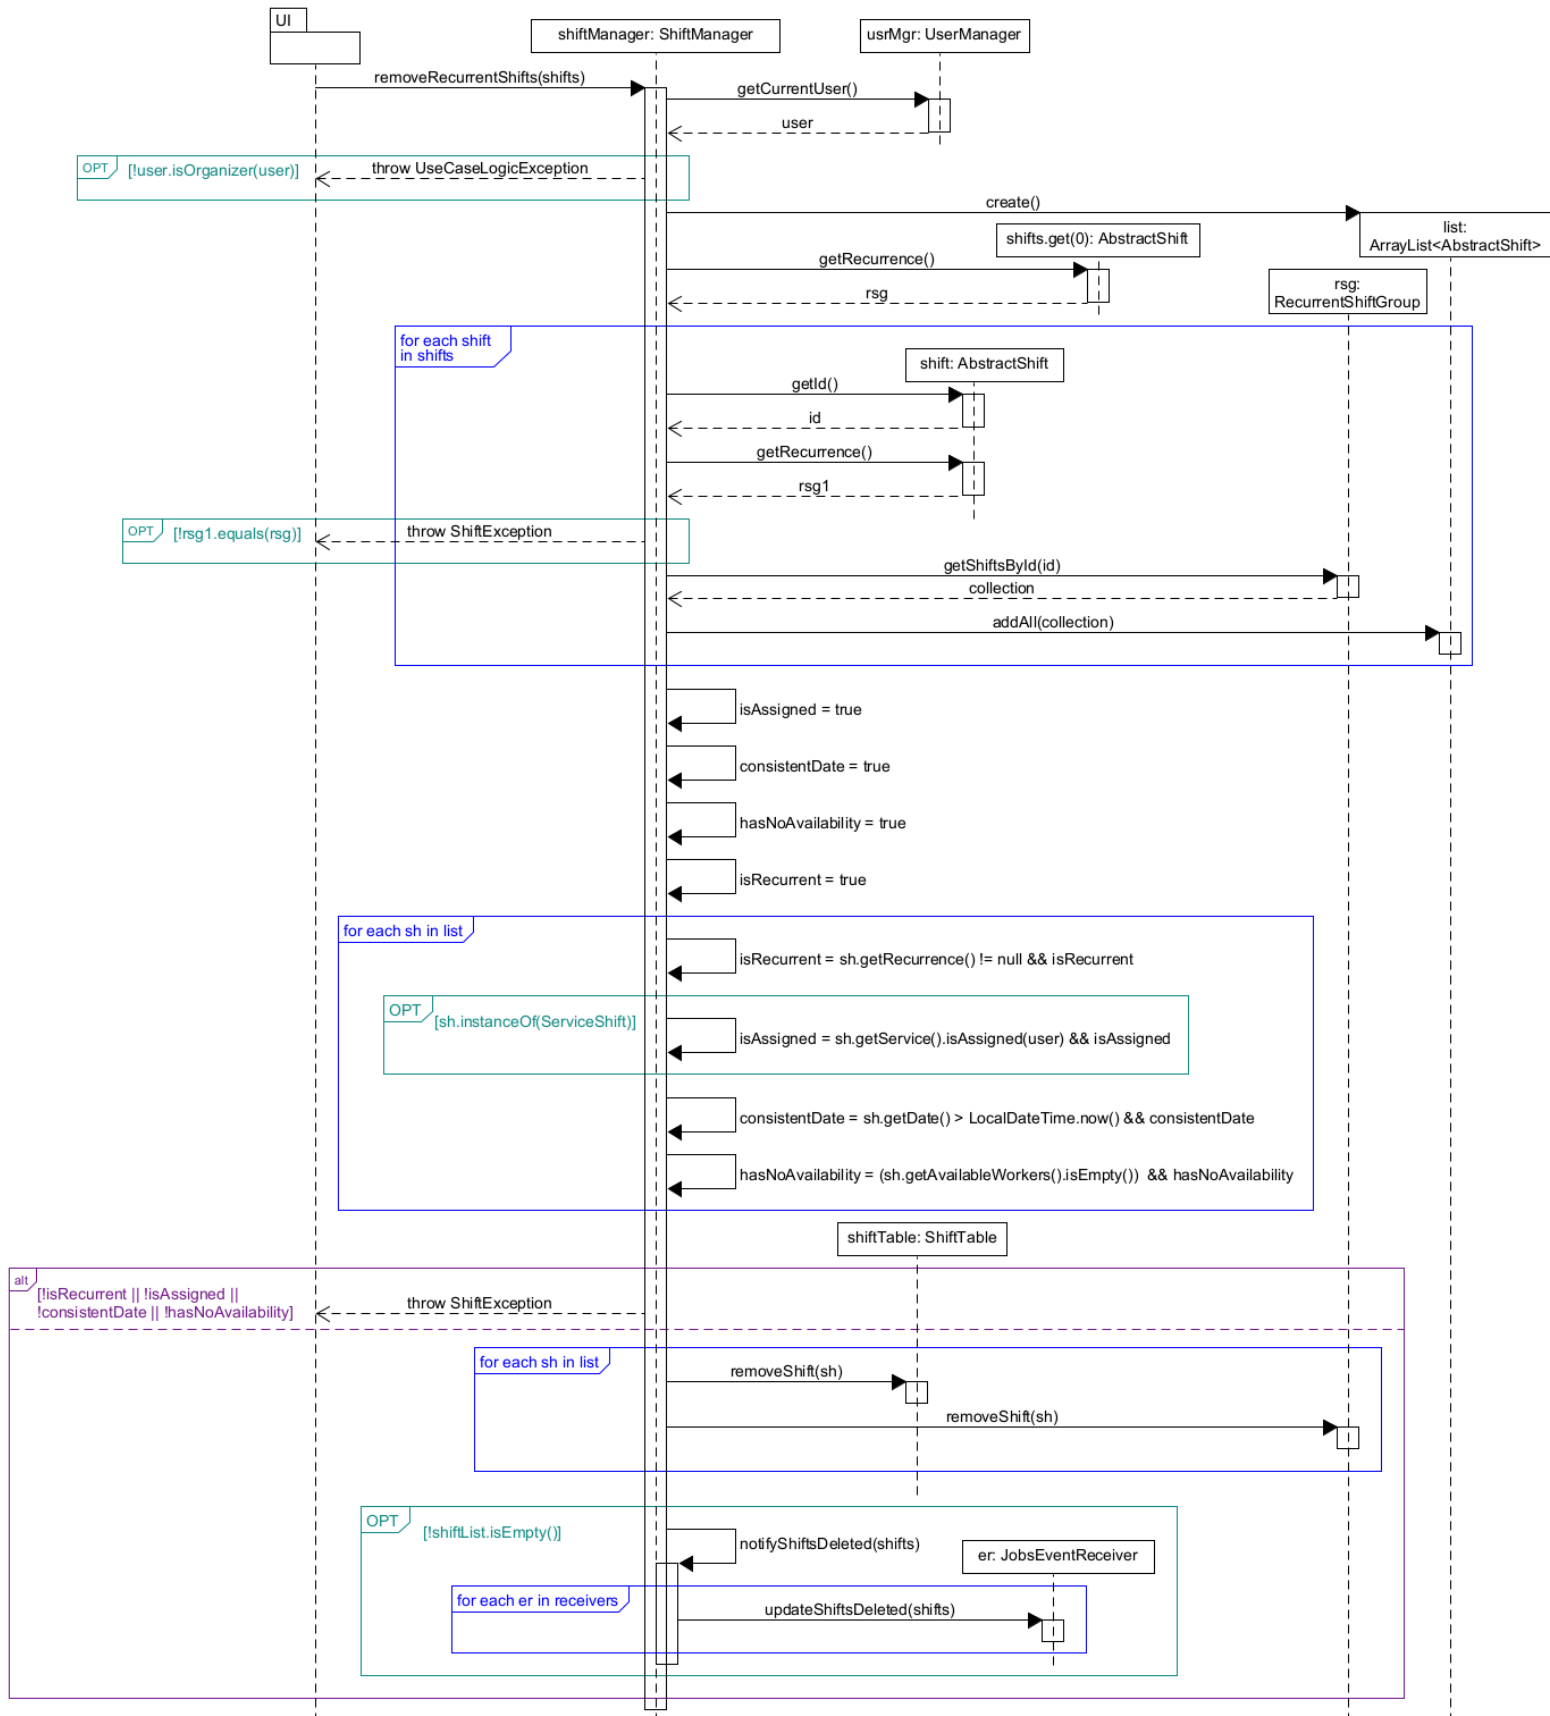 UI
shiftManager: ShiftManager
usrMgr: UserManager
removeRecurrentShifts(shifts)
getCurrentUser()
user
OPT
[!user.isOrganizer(user)]
throw UseCaseLogicException
create()
list:
ArrayList<AbstractShift>
shifts.get(0): AbstractShift
getRecurrence()
rsg
rsg:
RecurrentShiftGroup
for each shift
in shifts
shift: AbstractShift
getId()
id
getRecurrence()
rsg1
OPT
[!rsg1.equals(rsg)]
throw ShiftException
getShiftsById(id)
collection
addAll(collection)
isAssigned = true
consistentDate = true
hasNoAvailability = true
isRecurrent = true
for each sh in list
isRecurrent = sh.getRecurrence() != null && isRecurrent
OPT
[sh.instanceOf(ServiceShift)]
isAssigned = sh.getService().isAssigned(user) && isAssigned
consistentDate = sh.getDate() > LocalDateTime.now() && consistentDate
hasNoAvailability = (sh.getAvailableWorkers().isEmpty()) && hasNoAvailability
shiftTable: ShiftTable
alt
[!isRecurrent || !isAssigned ||
!consistentDate || !hasNoAvailability]
throw ShiftException
for each sh in list
removeShift(sh)
removeShift(sh)
OPT
[!shiftList.isEmpty()]
notifyShiftsDeleted(shifts)
er: JobsEventReceiver
for each er in receivers
updateShiftsDeleted(shifts)